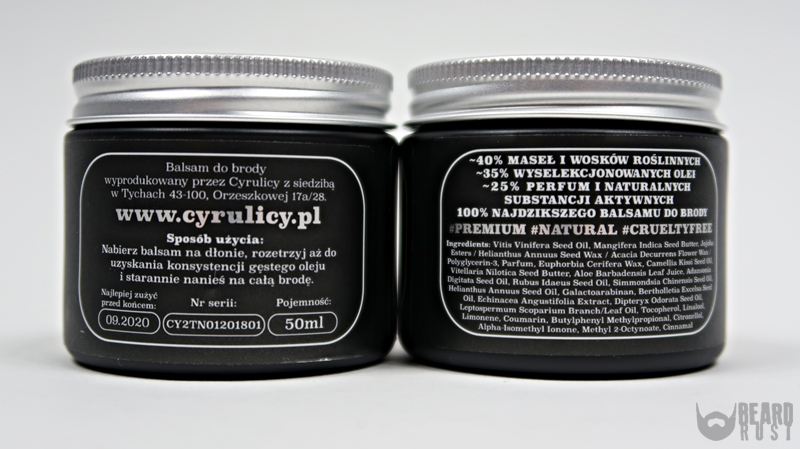 Balsam do brody
wyprodukowany przez Cyrulicy z siedzibą
w Tychach 43-100, Orzeszkowej 17a/28.
www.cyrulicy.pl
Sposób użycia:
Nabierz balsam na dłonie, rozetrzyj aż do
uzyskania konsystencji gęstego oleju
i starannie nanieś na całą brodę.
Najlepiej zużyć
przed końcem:
09.2020
Nr serii:
CY2TN01201801
Pojemność:
50ml
~40% MASEŁ I WOSKÓW ROŚLINNYCH
~35% WYSELEKCJONOWANYCH OLEI
~25% PERFUM I NATURALNYCH
SUBSTANCJI AKTYWNYCH
100% NAJDZIKSZEGO BALSAMU DO BRODY
#PREMIUM #NATURAL #CRUELTYFREE
Ingredients: Vitis Vinifera Seed Oil, Mangifera Indica Seed Butter, Jojoba
Esters / Helianthus Annuus Seed Wax / Acacia Decurrens Flower Wax /
Polyglycerin-3, Parfum, Euphorbia Cerifera Wax, Camellia Kissi Seed Oil,
Vitellaria Nilotica Seed Butter, Aloe Barbadensis Leaf Juice, Adansonia
Digitata Seed Oil, Rubus Idaeus Seed Oil, Simmondsia Chinensis Seed Oil,
Helianthus Annuus Seed Oil, Galactoarabinan, Bertholletia Excelsa Seed
Oil, Echinacea Angustifolia Extract, Dipteryx Odorata Seed Oil,
Leptospermum Scoparium Branch/Leaf Oil, Tocopherol, Linalool,
Limonene, Coumarin, Butylphenyl Methylpropional, Citronellol,
Alpha-Isomethyl Ionone, Methyl 2-Octynoate, Cinnamal
BEARD
RUST